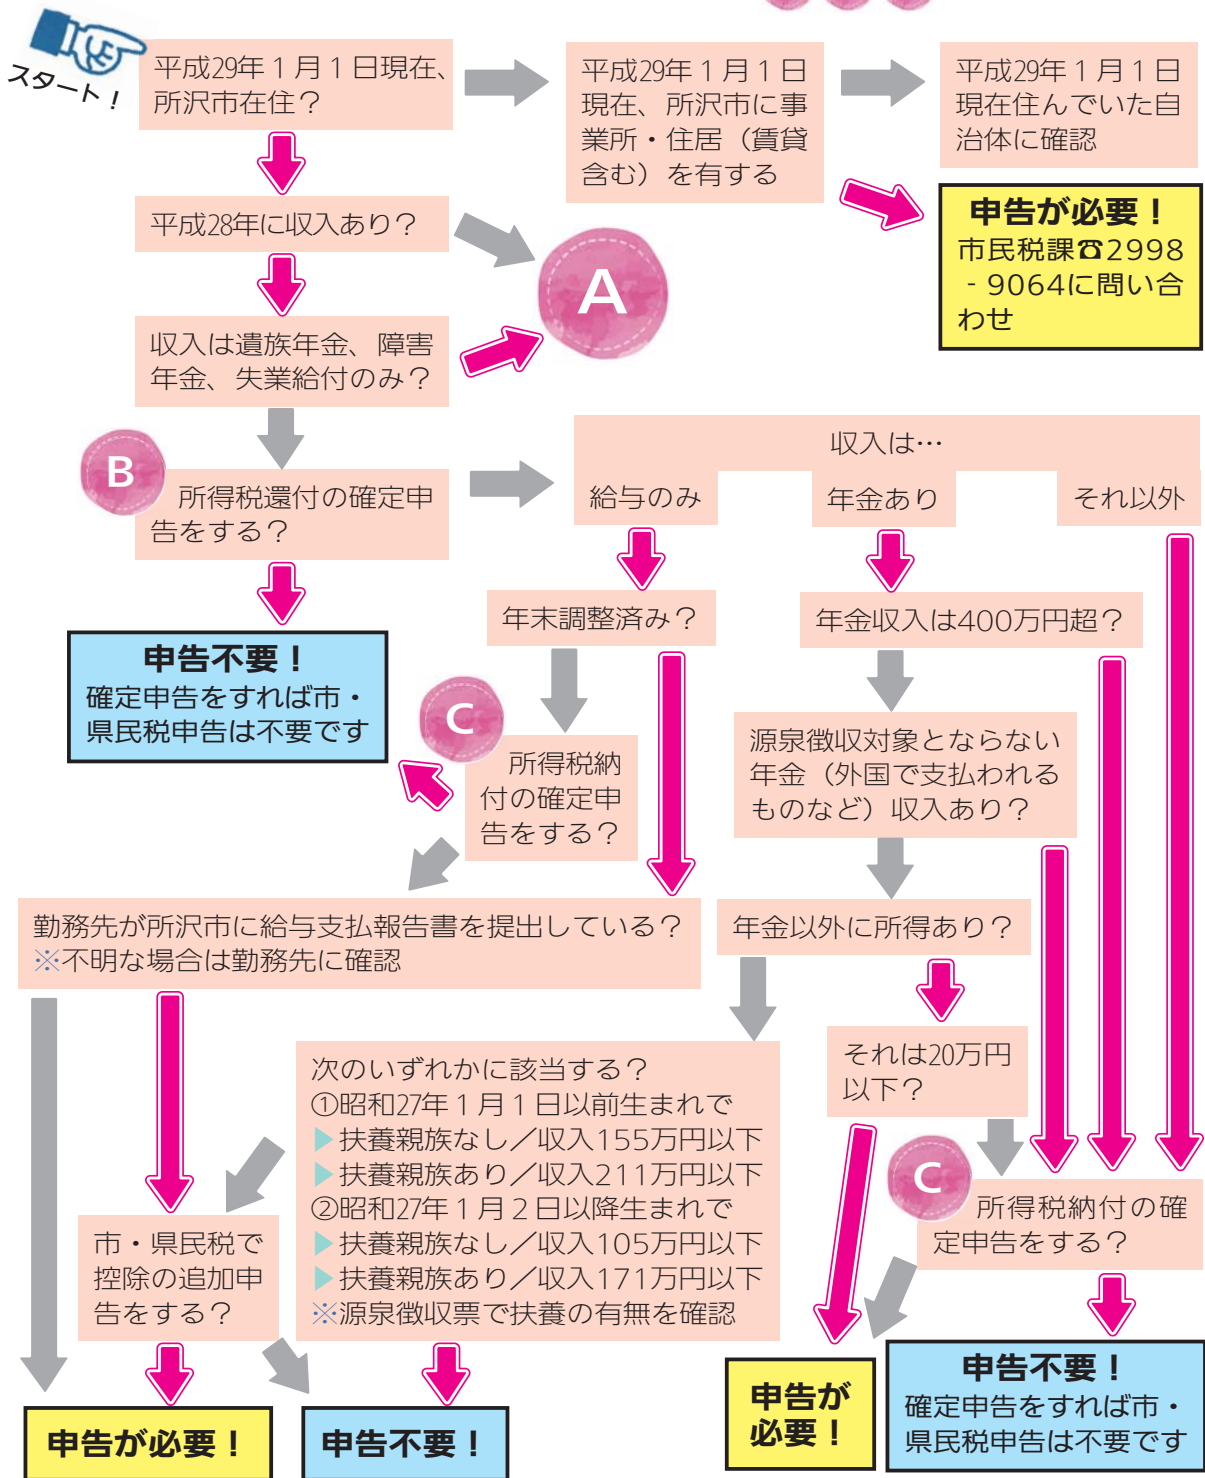 スタート！
平成29年１月１日現在、
所沢市在住？
平成29年１月１日
現在、所沢市に事
業所・住居（賃貸
含む）を有する
平成29年１月１日
現在住んでいた自
治体に確認
申告が必要！
市民税課☎2998
‐9064に問い合
わせ
平成28年に収入あり？
A
収入は遺族年金、障害
年金、失業給付のみ？
B
所得税還付の確定申
告をする？
収入は…
給与のみ
年金あり
それ以外
申告不要！
確定申告をすれば市・
県民税申告は不要です
年末調整済み？
年金収入は400万円超？
C
所得税納
付の確定申
告をする？
源泉徴収対象とならない
年金（外国で支払われる
ものなど）収入あり？
勤務先が所沢市に給与支払報告書を提出している？
※不明な場合は勤務先に確認
年金以外に所得あり？
それは20万円
以下？
次のいずれかに該当する？
①昭和27年１月１日以前生まれで
▶扶養親族なし／収入155万円以下
▶扶養親族あり／収入211万円以下
②昭和27年１月２日以降生まれで
▶扶養親族なし／収入105万円以下
▶扶養親族あり／収入171万円以下
※源泉徴収票で扶養の有無を確認
市・県民税で
控除の追加申
告をする？
C
所得税納付の確
定申告をする？
申告が必要！
申告不要！
申告が
必要！
申告不要！
確定申告をすれば市・
県民税申告は不要です